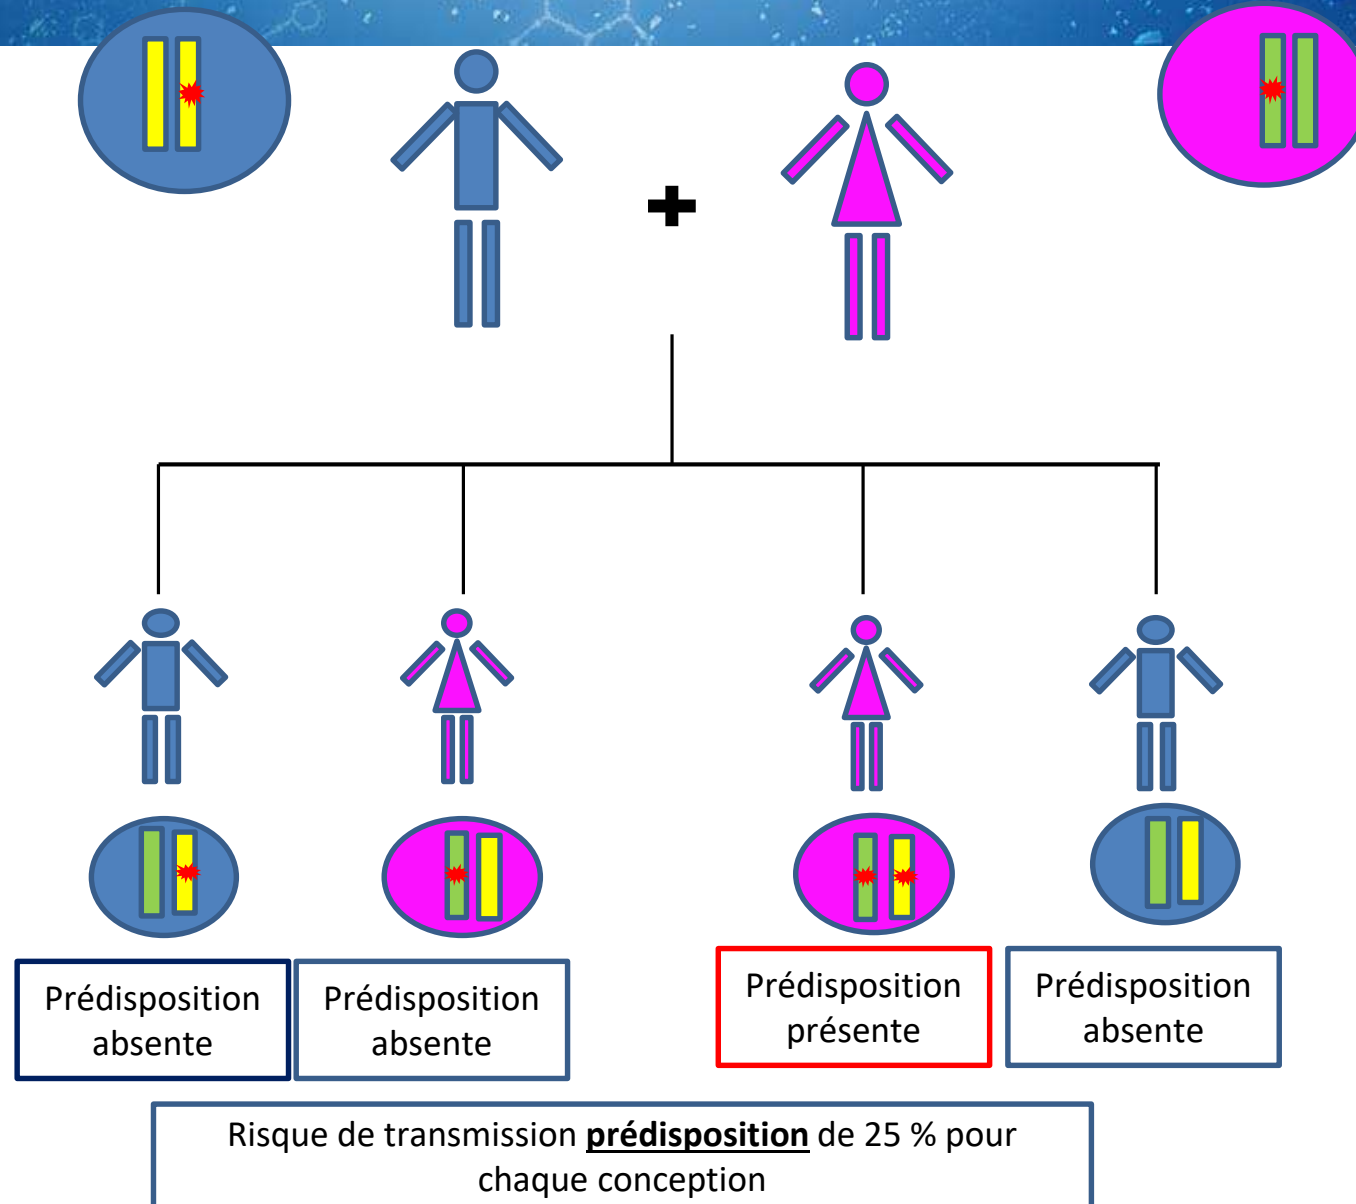 Prédisposition
absente
Prédisposition
absente
Prédisposition
présente
Prédisposition
absente
Risque de transmission prédisposition de 25 % pour
chaque conception